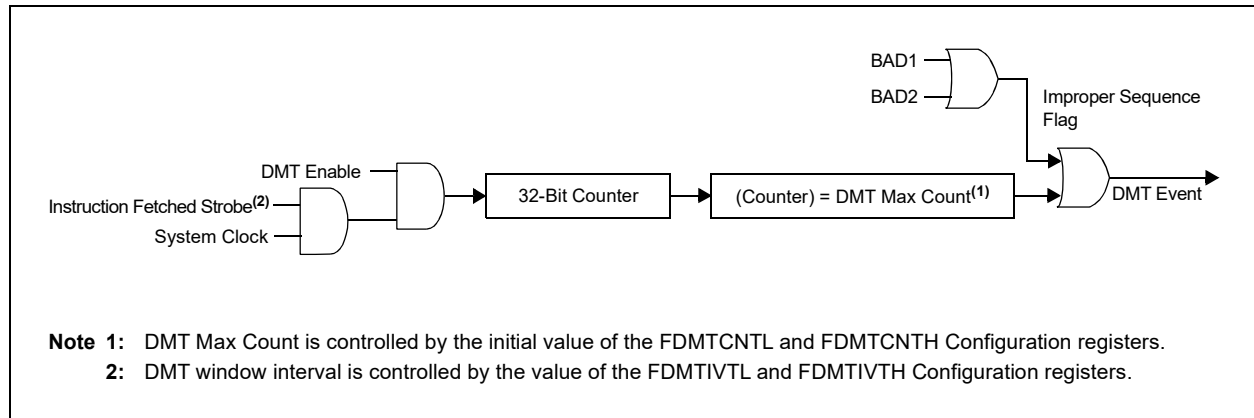 BAD1
BAD2
Improper Sequence
Flag
DMT Enable
Instruction Fetched Strobe(2)
System Clock
32-Bit Counter
(Counter) = DMT Max Count(1)
DMT Event
Note 1: DMT Max Count is controlled by the initial value of the FDMTCNTL and FDMTCNTH Configuration registers.
2: DMT window interval is controlled by the value of the FDMTIVTL and FDMTIVTH Configuration registers.